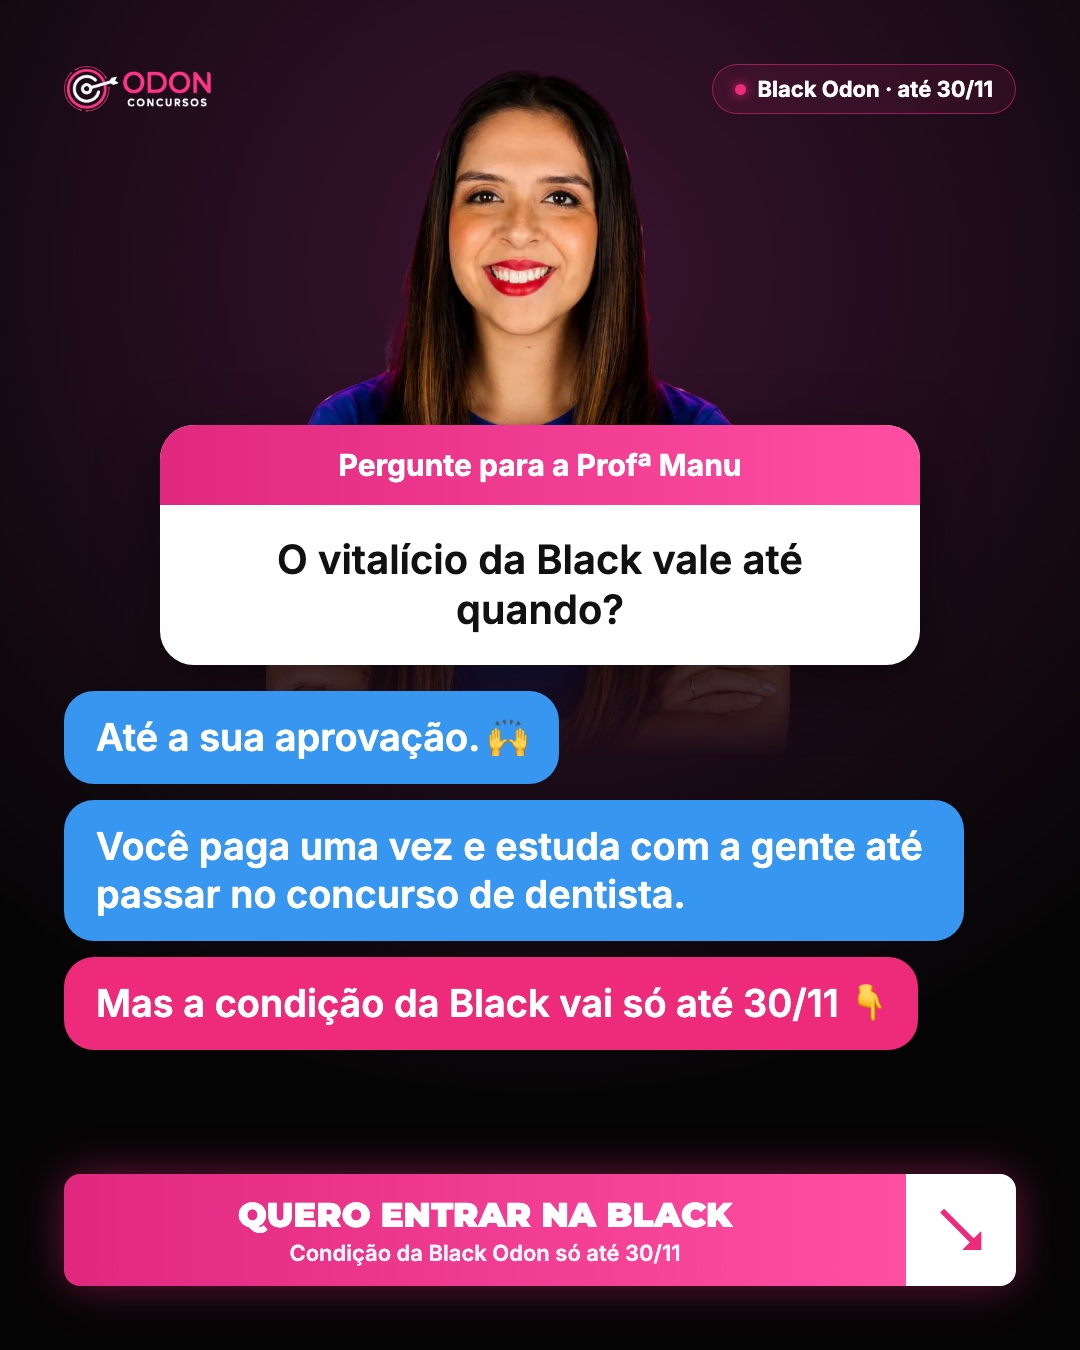 ODON
CONCURSOS
Black Odon · até 30/11
Pergunte para a Profª Manu
O vitalício da Black vale até
quando?
Até a sua aprovação. 🙌
Você paga uma vez e estuda com a gente até
passar no concurso de dentista.
Mas a condição da Black vai só até 30/11 👇
QUERO ENTRAR NA BLACK
Condição da Black Odon só até 30/11